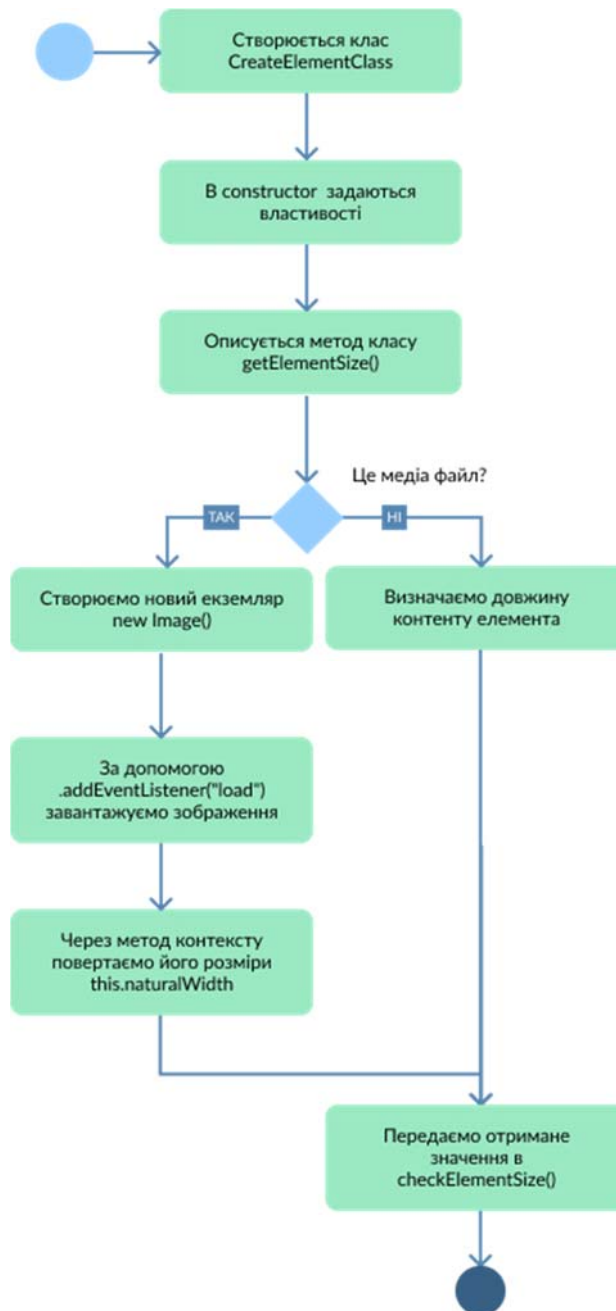 Створюється клас
CreateElementClass
В constructor задаються
властивості
Описується метод класу
getElementSize()
Це медіа файл?
ТАК
НІ
Створюємо новий екземляр
new Image()
Визначаємо довжину
контенту елемента
За допомогою
.addEventListener("load")
завантажуємо зображення
Через метод контексту
повертаємо його розміри
this.naturalWidth
Передаємо отримане
значення в
checkElementSize()